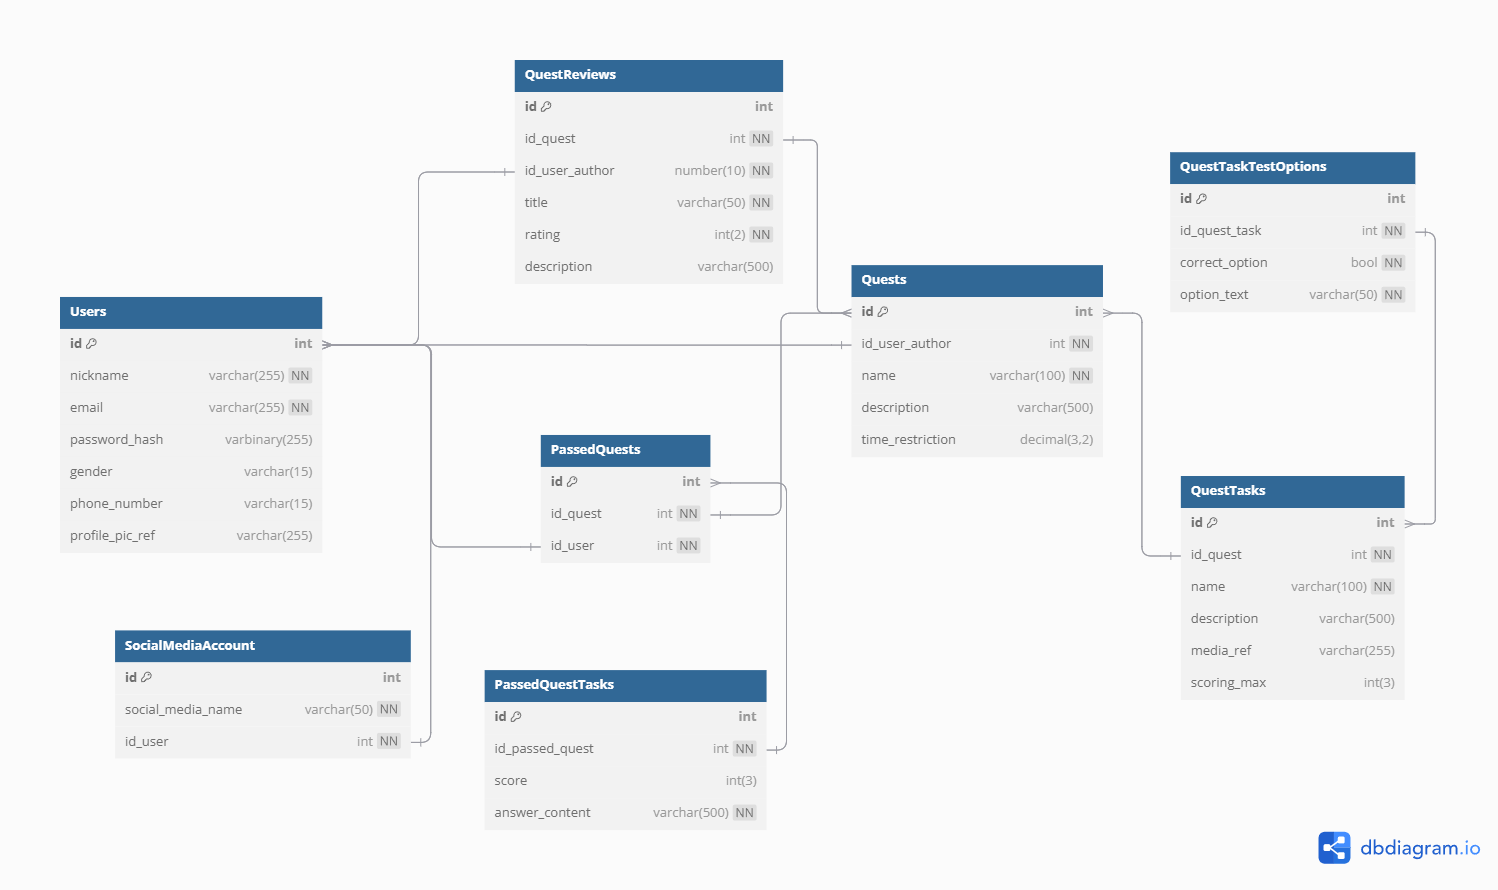 QuestReviews
id int
id_quest int NN
id_user_author number(10) NN
title varchar(50) NN
rating int(2) NN
description varchar(500)
QuestTaskTestOptions
id int
id_quest_task int NN
correct_option bool NN
option_text varchar(50) NN
Quests
id int
id_user_author int NN
name varchar(100) NN
description varchar(500)
time_restriction decimal(3,2)
Users
id int
nickname varchar(255) NN
email varchar(255) NN
password_hash varbinary(255)
gender varchar(15)
phone_number varchar(15)
profile_pic_ref varchar(255)
PassedQuests
id int
id_quest int NN
id_user int NN
QuestTasks
id int
id_quest int NN
name varchar(100) NN
description varchar(500)
media_ref varchar(255)
scoring_max int(3)
SocialMediaAccount
id int
social_media_name varchar(50) NN
id_user int NN
PassedQuestTasks
id int
id_passed_quest int NN
score int(3)
answer_content varchar(500) NN
dbdiagram.io